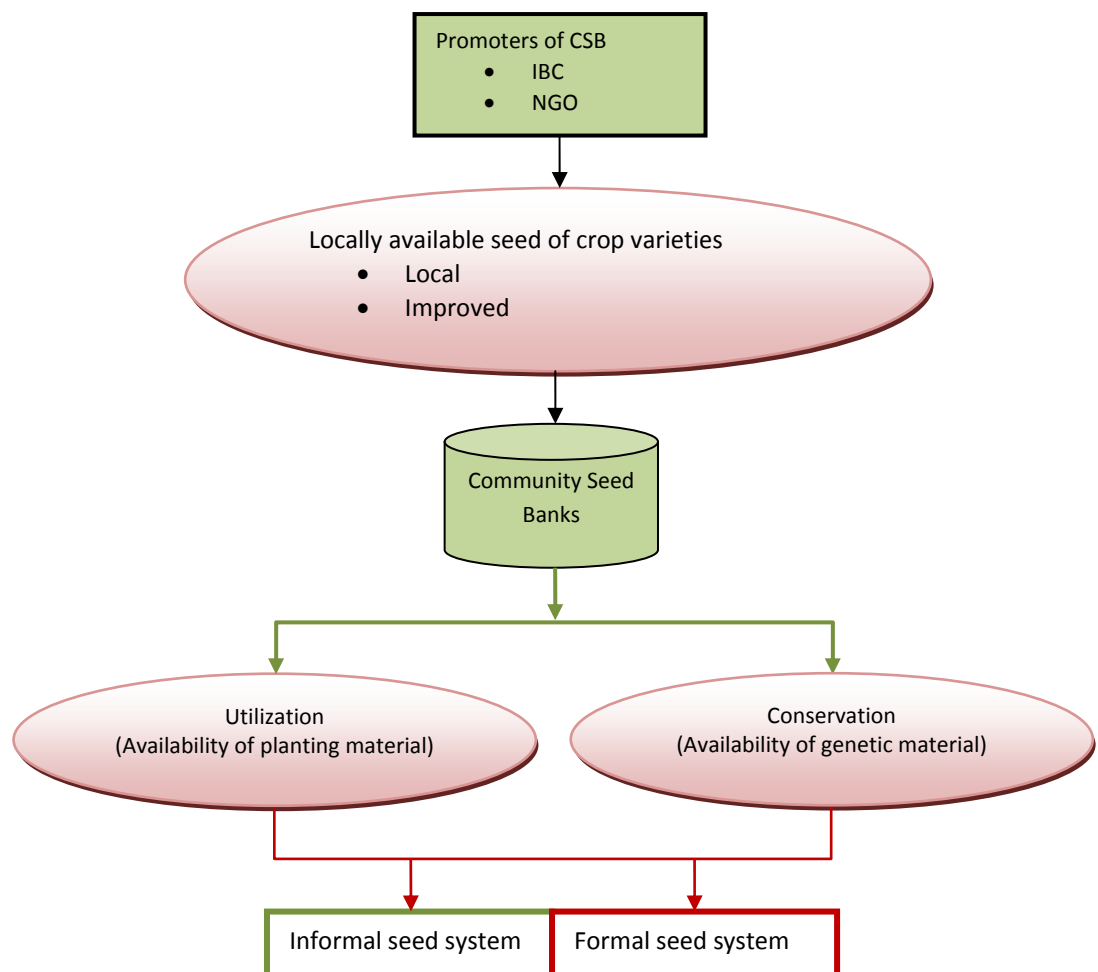 Promoters of CSB
• IBC
• NGO
Locally available seed of crop varieties
• Local
• Improved
Community Seed
Banks
Utilization
(Availability of planting material)
Conservation
(Availability of genetic material)
Informal seed system
Formal seed system